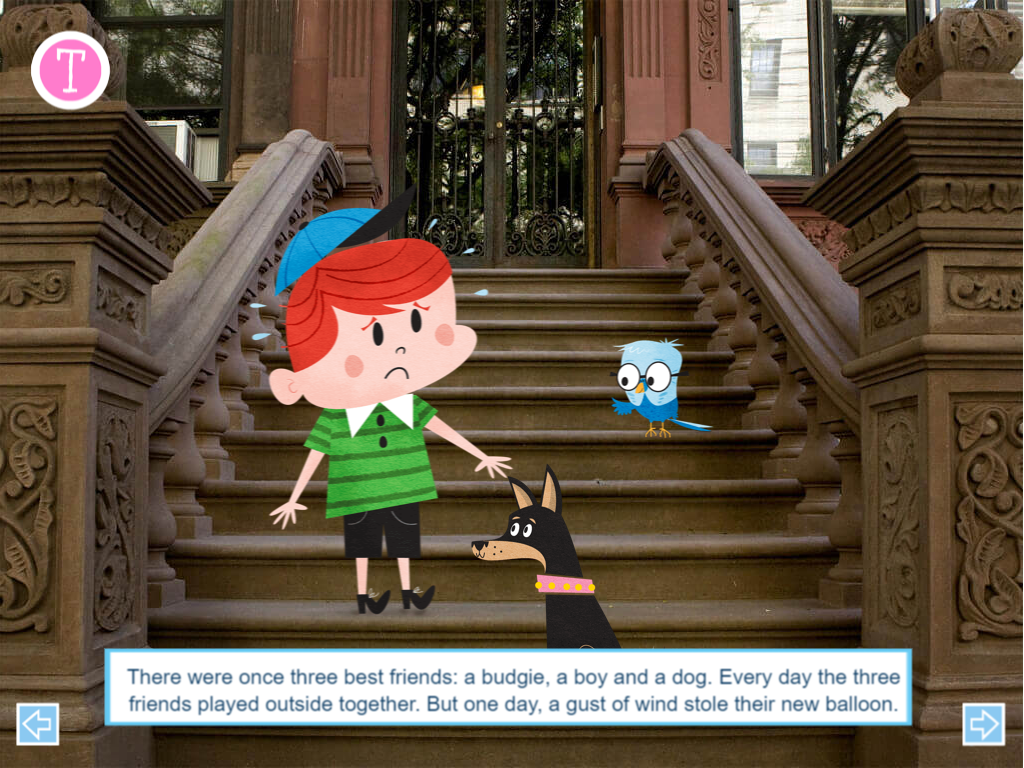 T
There were once three best friends: a budgie, a boy and a dog. Every day the three
friends played outside together. But one day, a gust of wind stole their new balloon.